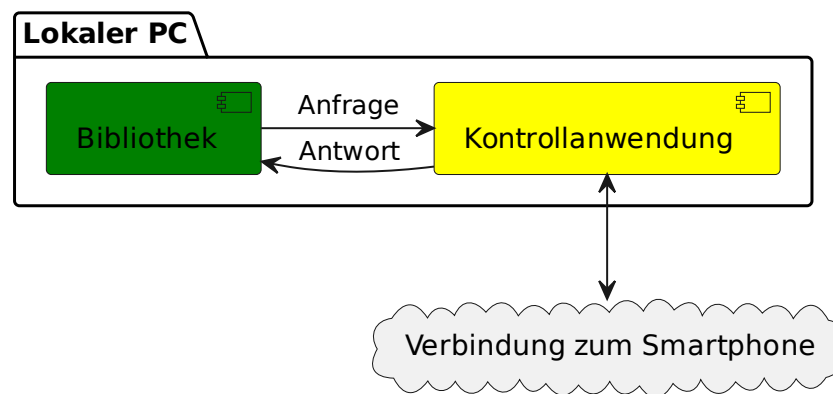 Lokaler PC
Anfrage
Bibliothek
Antwort
Kontrollanwendung
Verbindung zum Smartphone